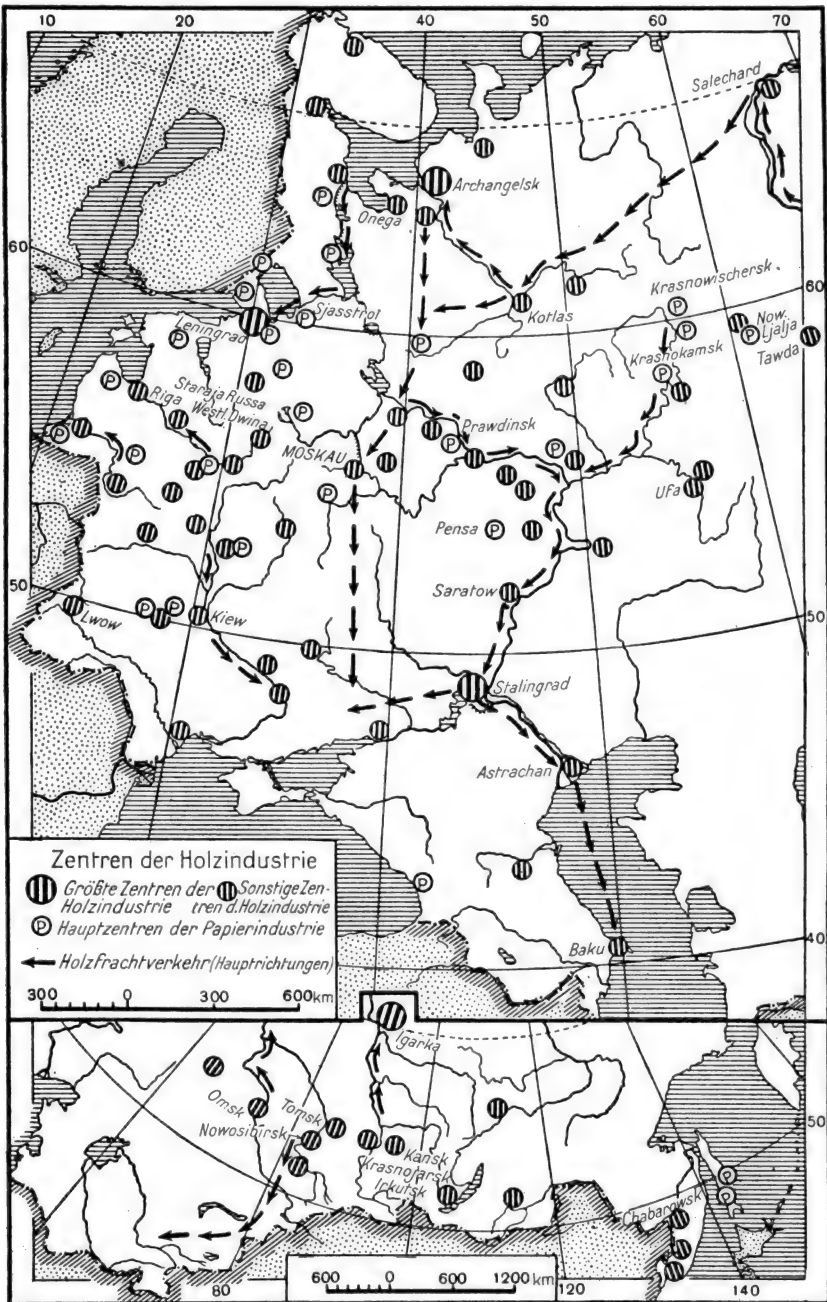 10 20 40 50 60 70
Salechard
Archangelsk
Onega
60
Kotlas
Krasnowischersk
60
Now.
Ljalja
Tawda
Sjasstroi
Leningrad
Krasnokamsk
Staraja Russa
Riga Westl. Dwina
Prawdinsk
MOSKAU
Ufa
Pensa
50
Saratow
50
Lwow
Kiew
Stalingrad
Astrachan
Baku
40
Zentren der Holzindustrie
Größte Zentren der Holzindustrie
Sonstige Zentren d. Holzindustrie
P Hauptzentren der Papierindustrie
Holzfrachtverkehr (Hauptrichtungen)
300 0 300 600 km
Igarka
Omsk
Tomsk
50
Nowosibirsk
Kansk
Krasnojarsk
Irkutsk
Chabarowsk
80
600 0 600 1200 km
120
140